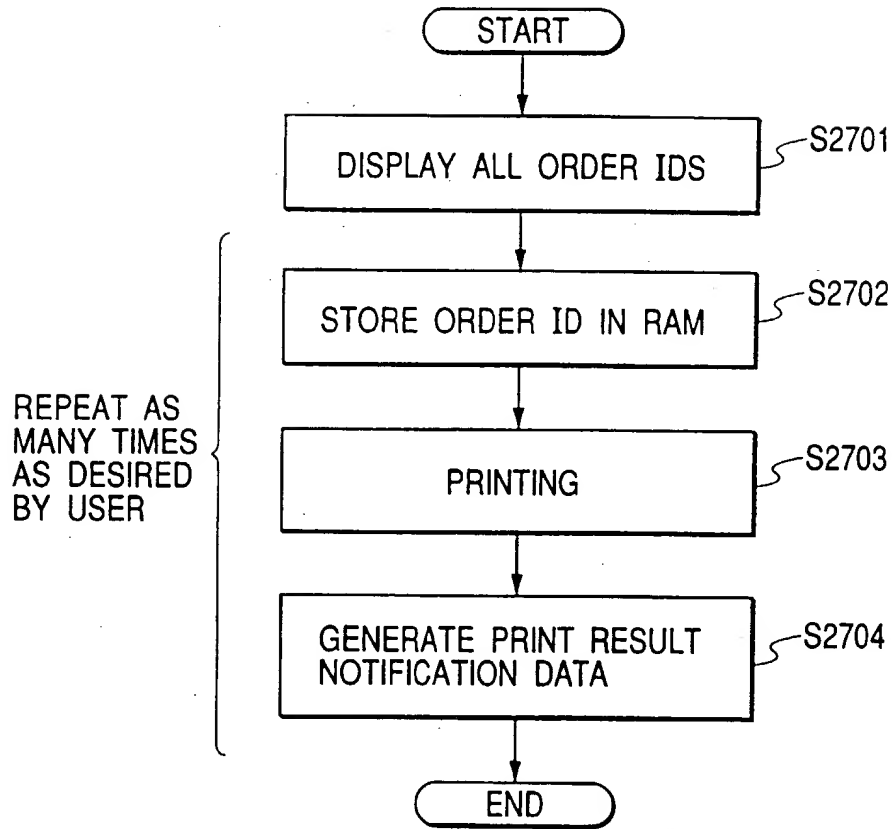 START
DISPLAY ALL ORDER IDS
S2701
STORE ORDER ID IN RAM
S2702
REPEAT AS
MANY TIMES
AS DESIRED
BY USER
PRINTING
S2703
GENERATE PRINT RESULT
NOTIFICATION DATA
S2704
END